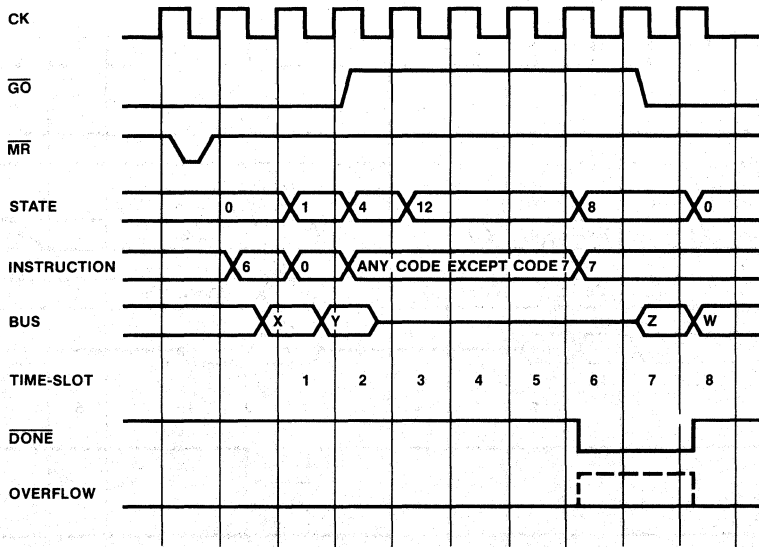 CK
GO
MR
STATE 0 1 4 12 8 0
INSTRUCTION 6 0 ANY CODE EXCEPT CODE 7 7
BUS X Y Z W
TIME-SLOT 1 2 3 4 5 6 7 8
DONE
OVERFLOW